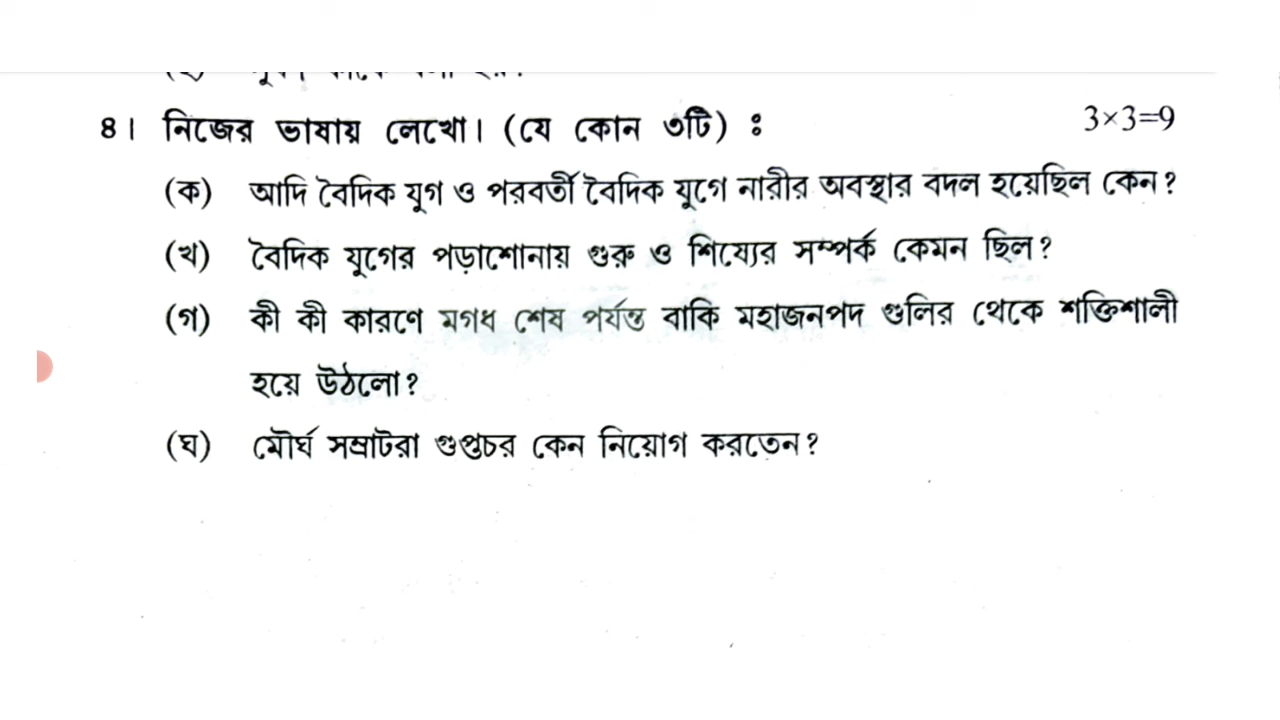 8। নিজের ভাষায় লেখো। (যে কোন ৩টি) ঃ 3×3=9
(ক) আদি বৈদিক যুগ ও পরবর্তী বৈদিক যুগে নারীর অবস্থার বদল হয়েছিল কেন?
(খ) বৈদিক যুগের পড়াশোনায় গুরু ও শিষ্যের সম্পর্ক কেমন ছিল?
(গ) কী কী কারণে মগধ শেষ পর্যন্ত বাকি মহাজনপদ গুলির থেকে শক্তিশালী
হয়ে উঠলো?
(ঘ) মৌর্য সম্রাটরা গুপ্তচর কেন নিয়োগ করতেন?